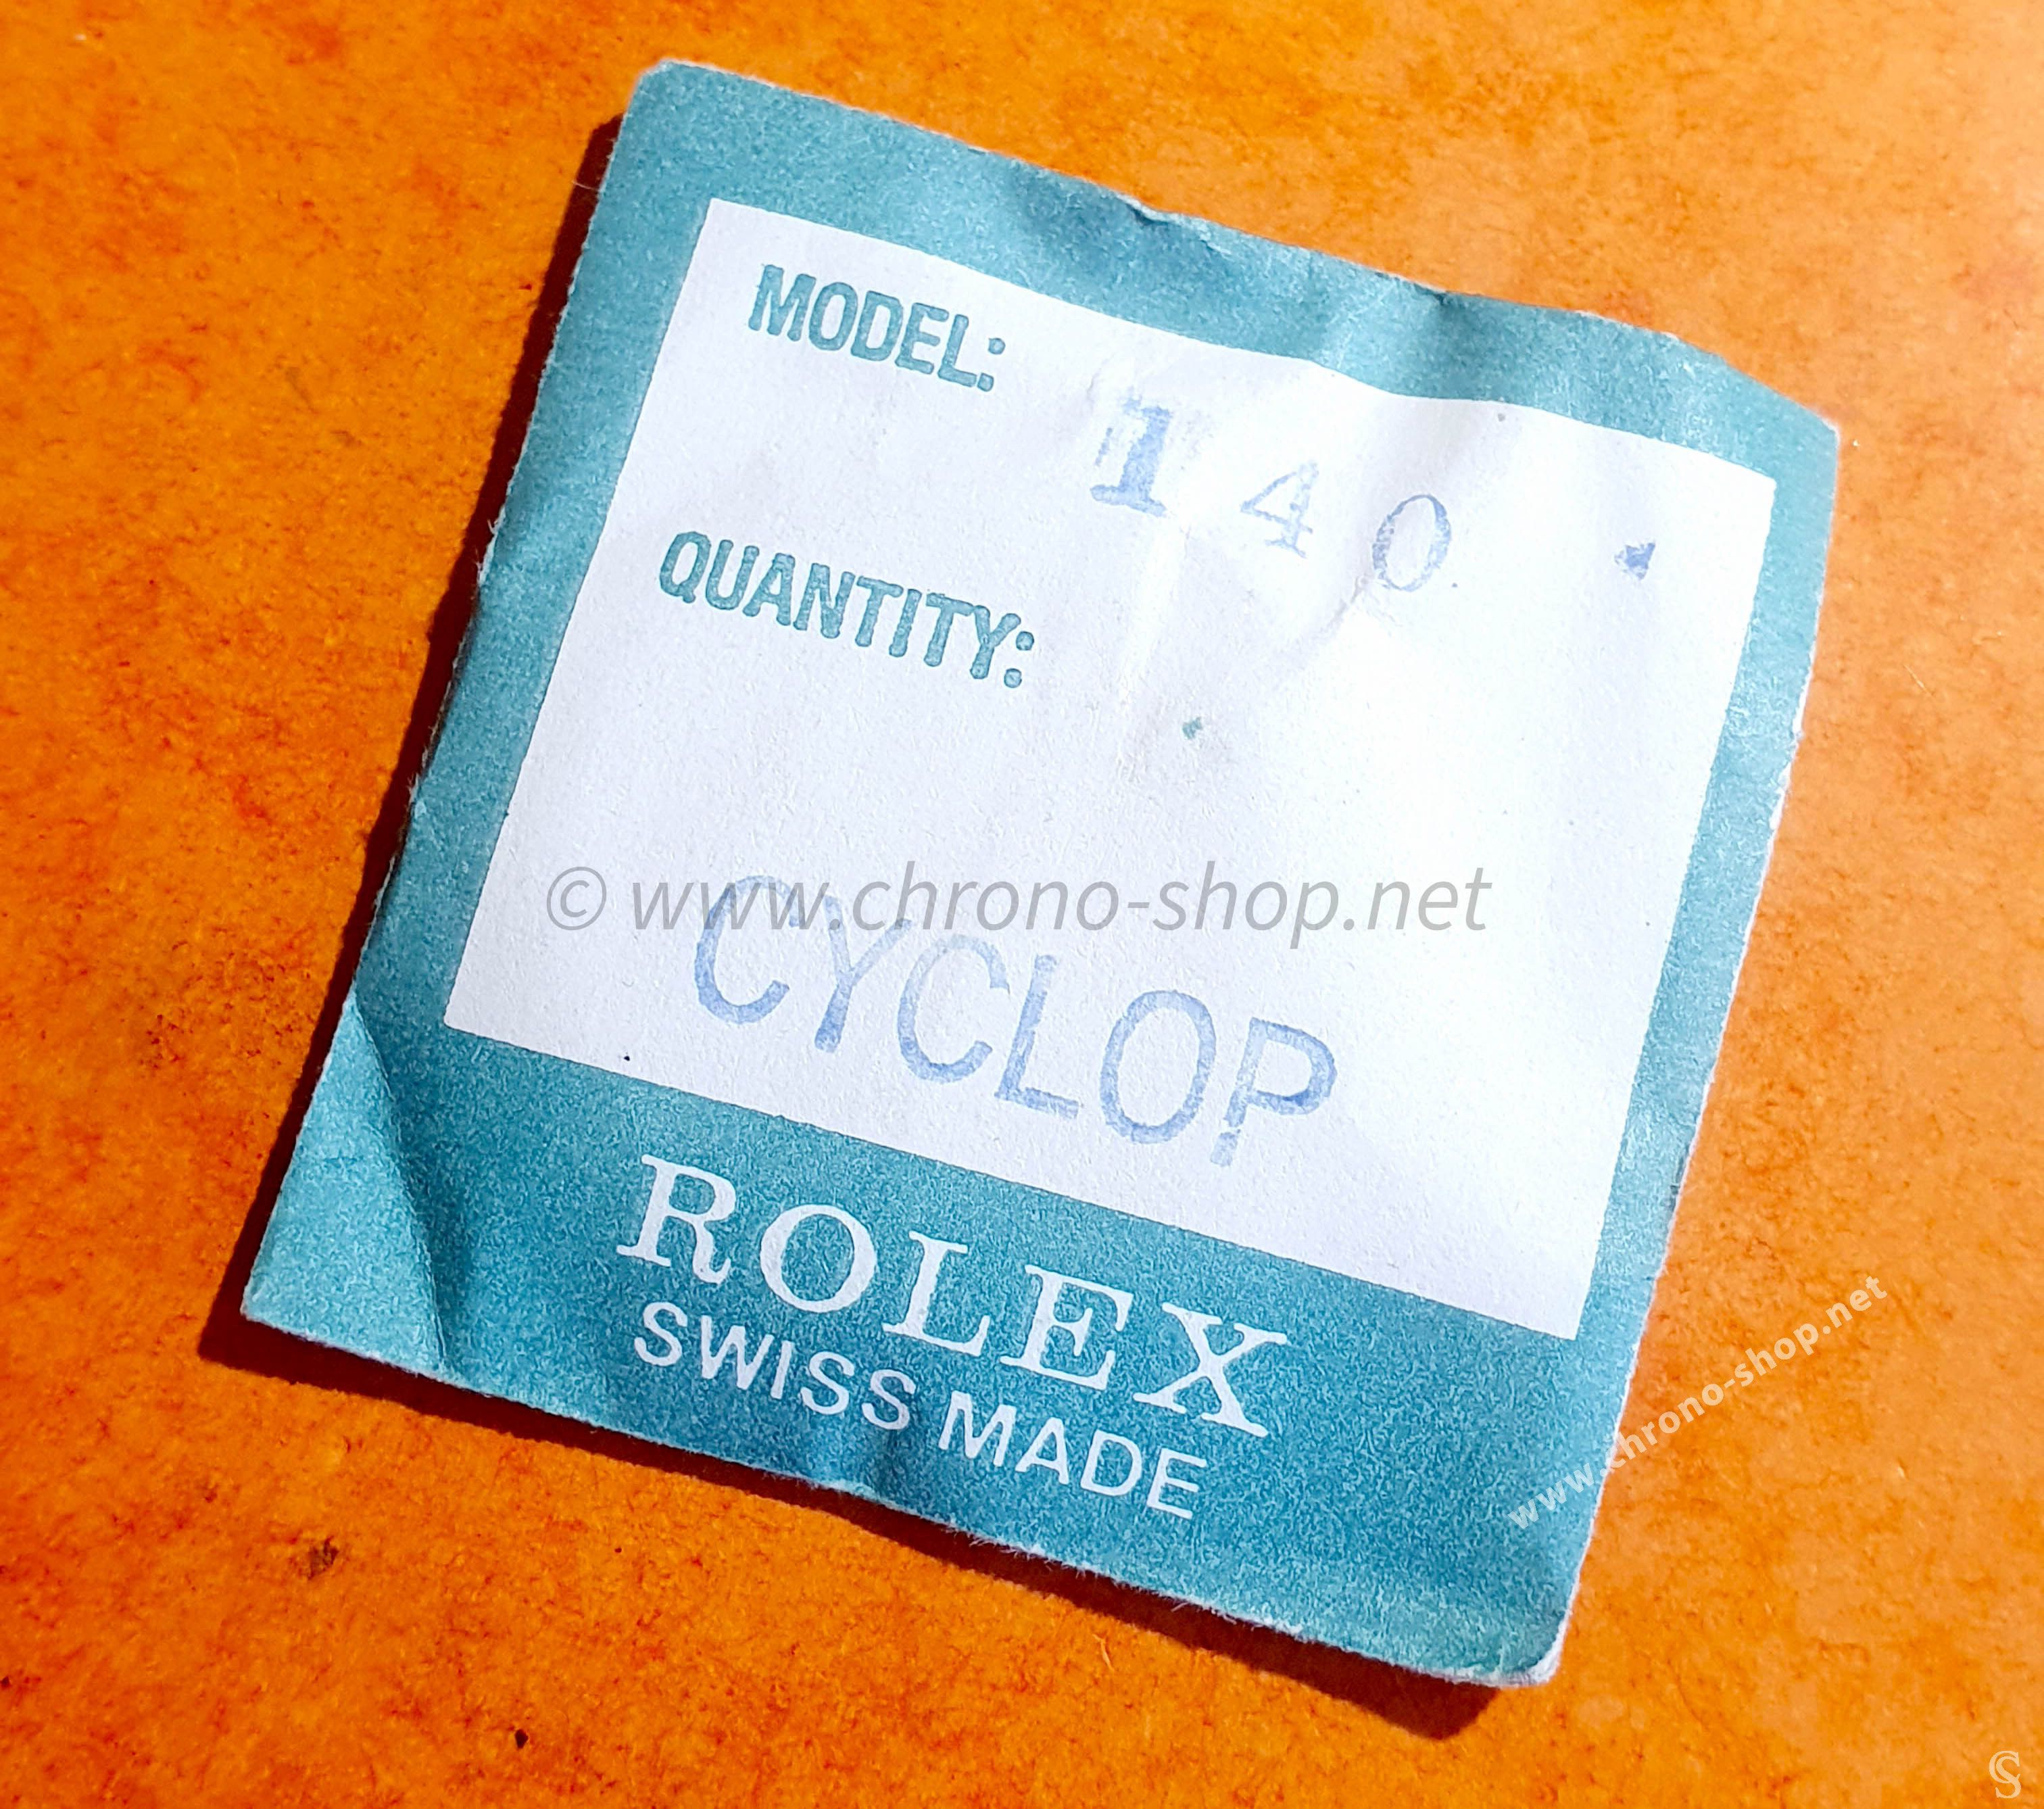 MODEL:
140
QUANTITY:
© www.chrono-shop.net
CYCLOP
ROLEX
SWISS MADE
www.chrono-shop.net